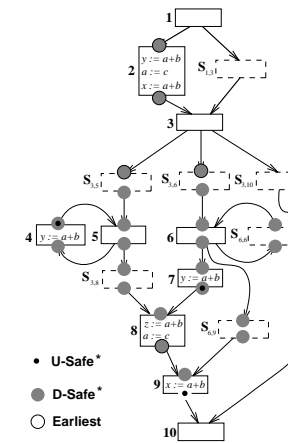 1
2
y := a+b
a := c
x := a+b
S1,3
3
S3,5
S3,6
S3,10
4
y := a+b
5
6
S6,6
S3,8
7
y := a+b
8
z := a+b
a := c
S6,9
9
x := a+b
U-Safe*
D-Safe*
Earliest
10